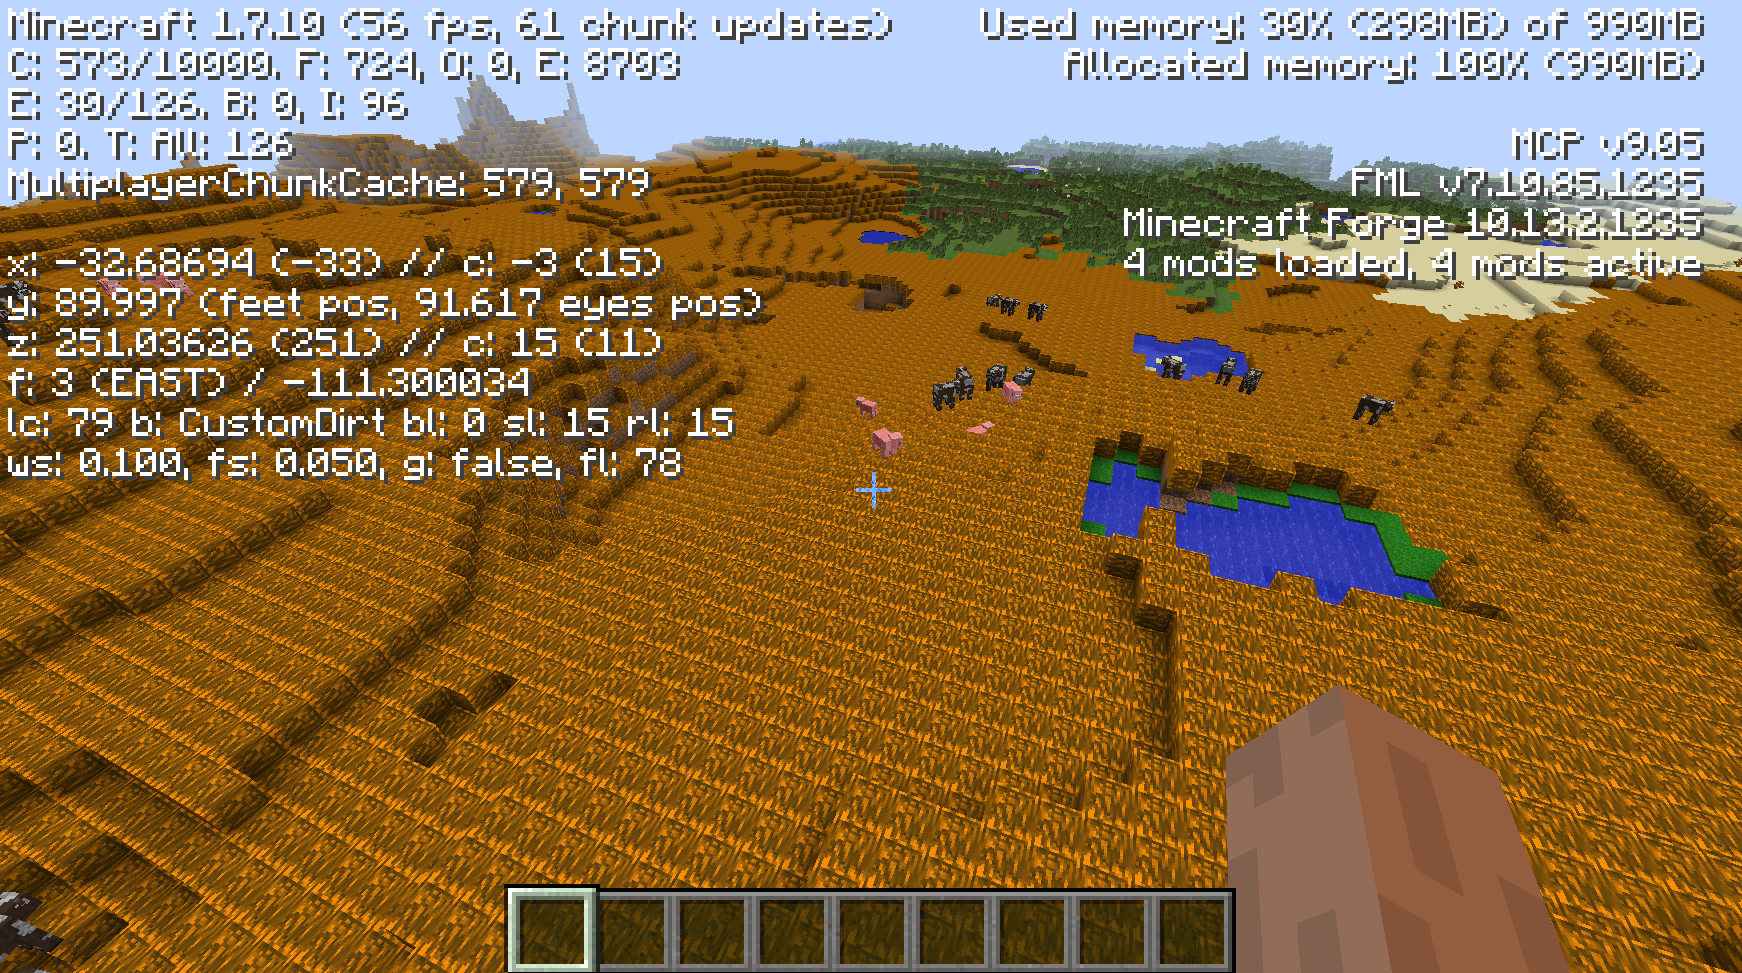 Minecraft 1.7.10 (56 fps, 61 chunk updates)
C: 573/10000. F: 724, O: 0, E: 8703
E: 30/126. B: 0, I: 96
P: 0. T: All: 126
MultiplayerChunkCache: 579, 579
x: -32.68694 (-33) // c: -3 (15)
y: 89.997 (feet pos, 91.617 eyes pos)
z: 251.03626 (251) // c: 15 (11)
f: 3 (EAST) / -111.300034
lc: 79 b: CustomDirt bl: 0 sl: 15 rl: 15
ws: 0.100, fs: 0.050, g: false, fl: 78
Used memory: 30% (298MB) of 990MB
Allocated memory: 100% (990MB)
MCP v9.05
FML v7.10.85.1235
Minecraft Forge 10.13.2.1235
4 mods loaded, 4 mods active